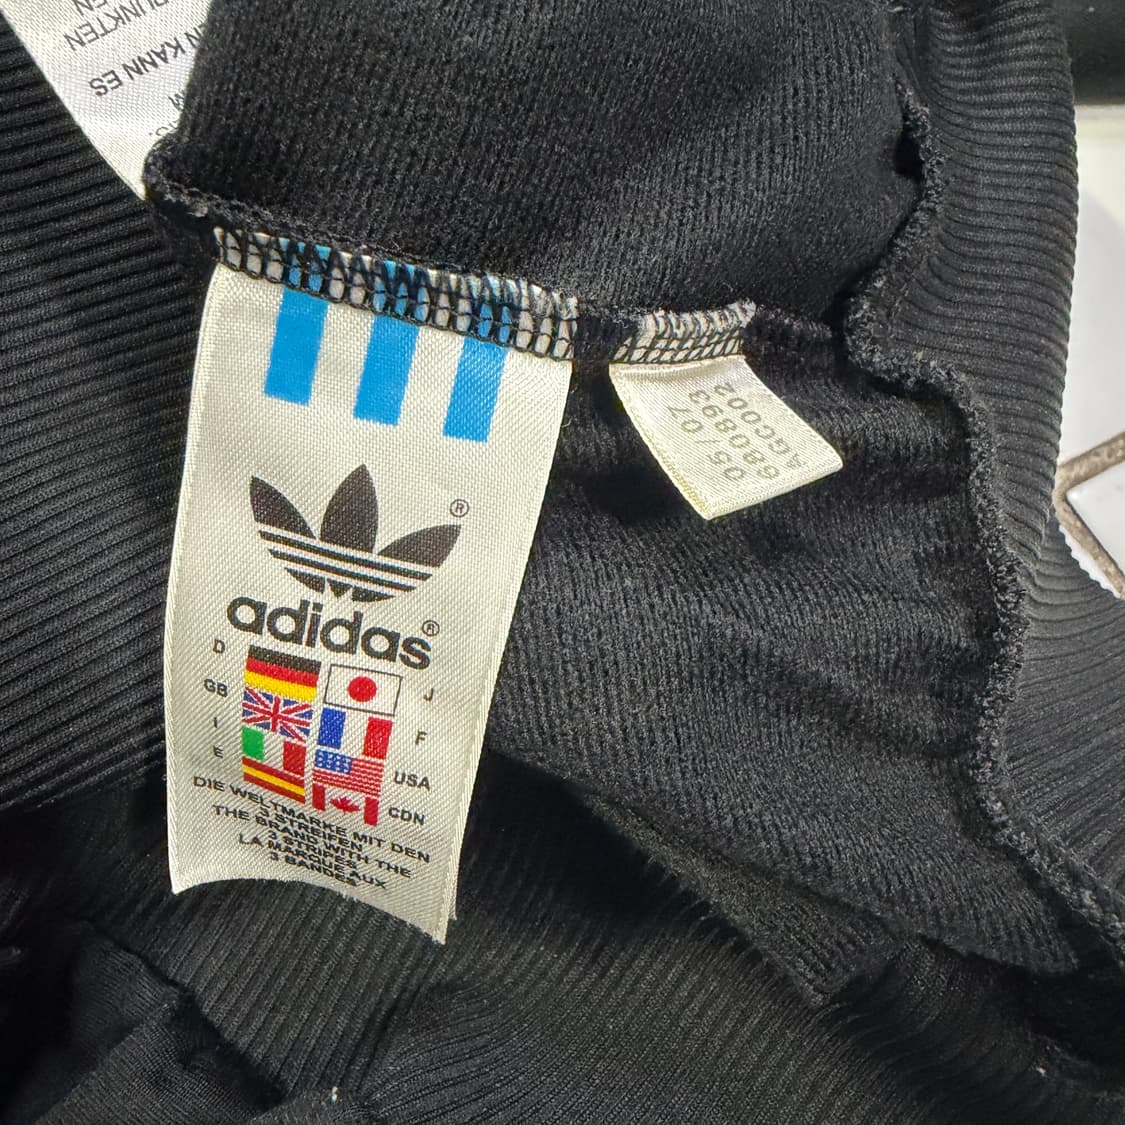 PUNKTEN
KANN ES
05/07
680893
AGC002
®
adidas®
D
J
GB
F
I
USA
E
CDN
DIE WELTMARKE MIT DEN
3 STREIFEN
THE BRAND WITH THE
3 STRIPES
LA MARQUE AUX
3 BANDES